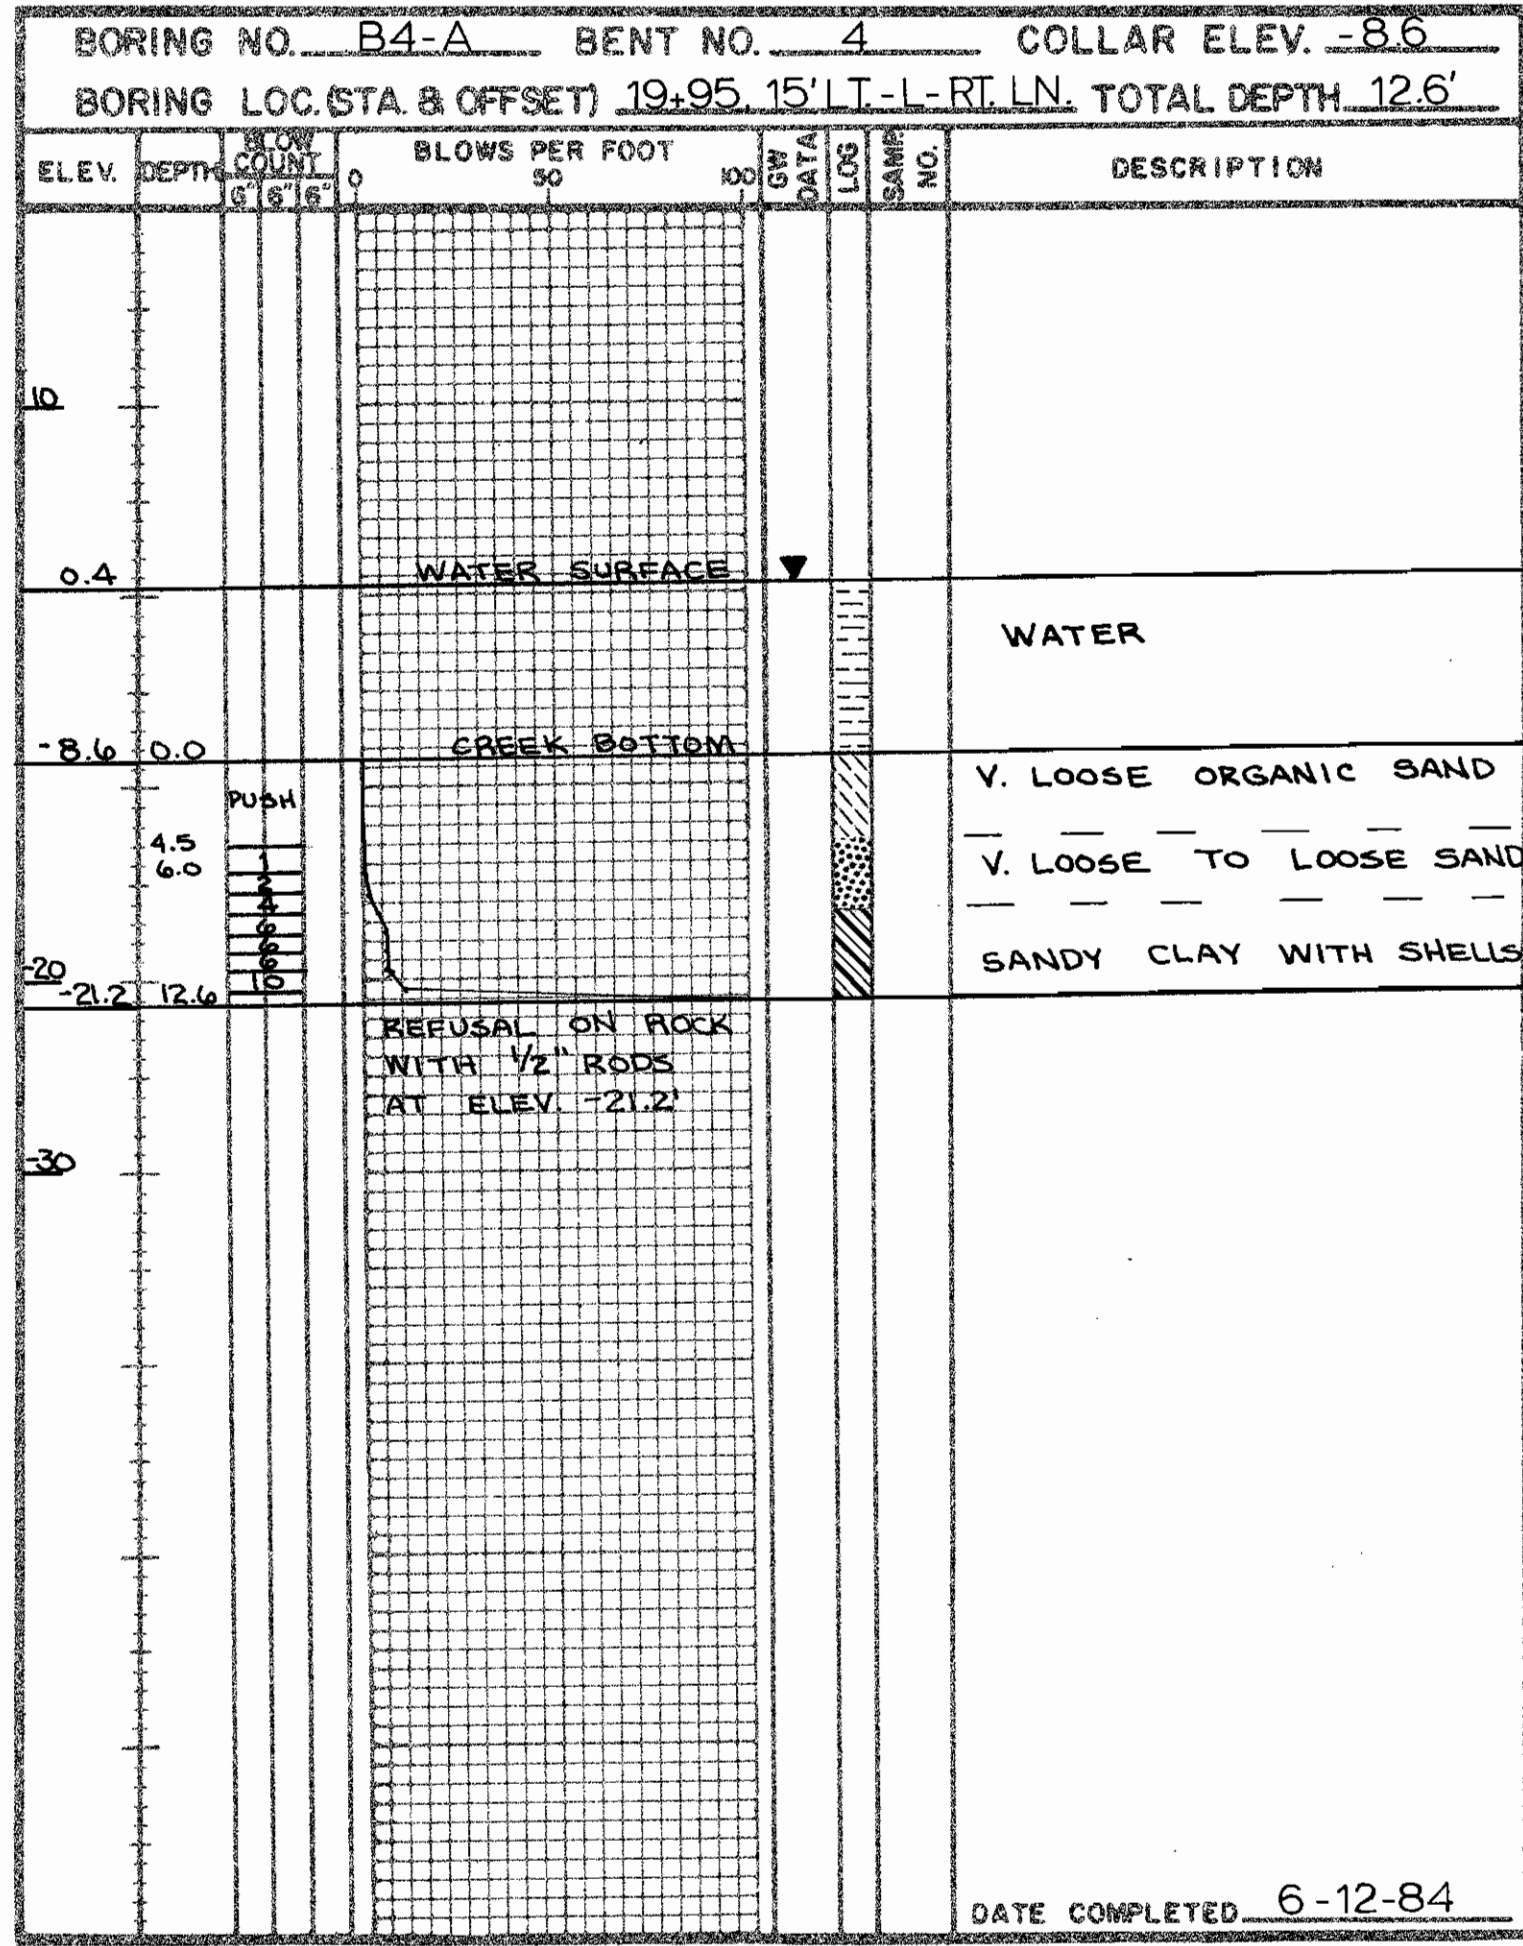 BORING NO. B4-A BENT NO. 4 COLLAR ELEV. -8.6
BORING LOC. (STA. & OFFSET) 19+95, 15' LT -L- RT. LN. TOTAL DEPTH 12.6'
ELEV. DEPTH BLOW COUNT 6" 6" 6" BLOWS PER FOOT 0 50 100 GW DATA LOG SAMP. NO. DESCRIPTION
10
0.4 WATER SURFACE
WATER
-8.6 0.0 CREEK BOTTOM
V. LOOSE ORGANIC SAND
PUSH
4.5
6.0 1 V. LOOSE TO LOOSE SAND
2
4
6
6
SANDY CLAY WITH SHELLS
6
-20 10
-21.2 12.6
REFUSAL ON ROCK
WITH 1/2" RODS
AT ELEV. -21.2'
-30
DATE COMPLETED 6-12-84